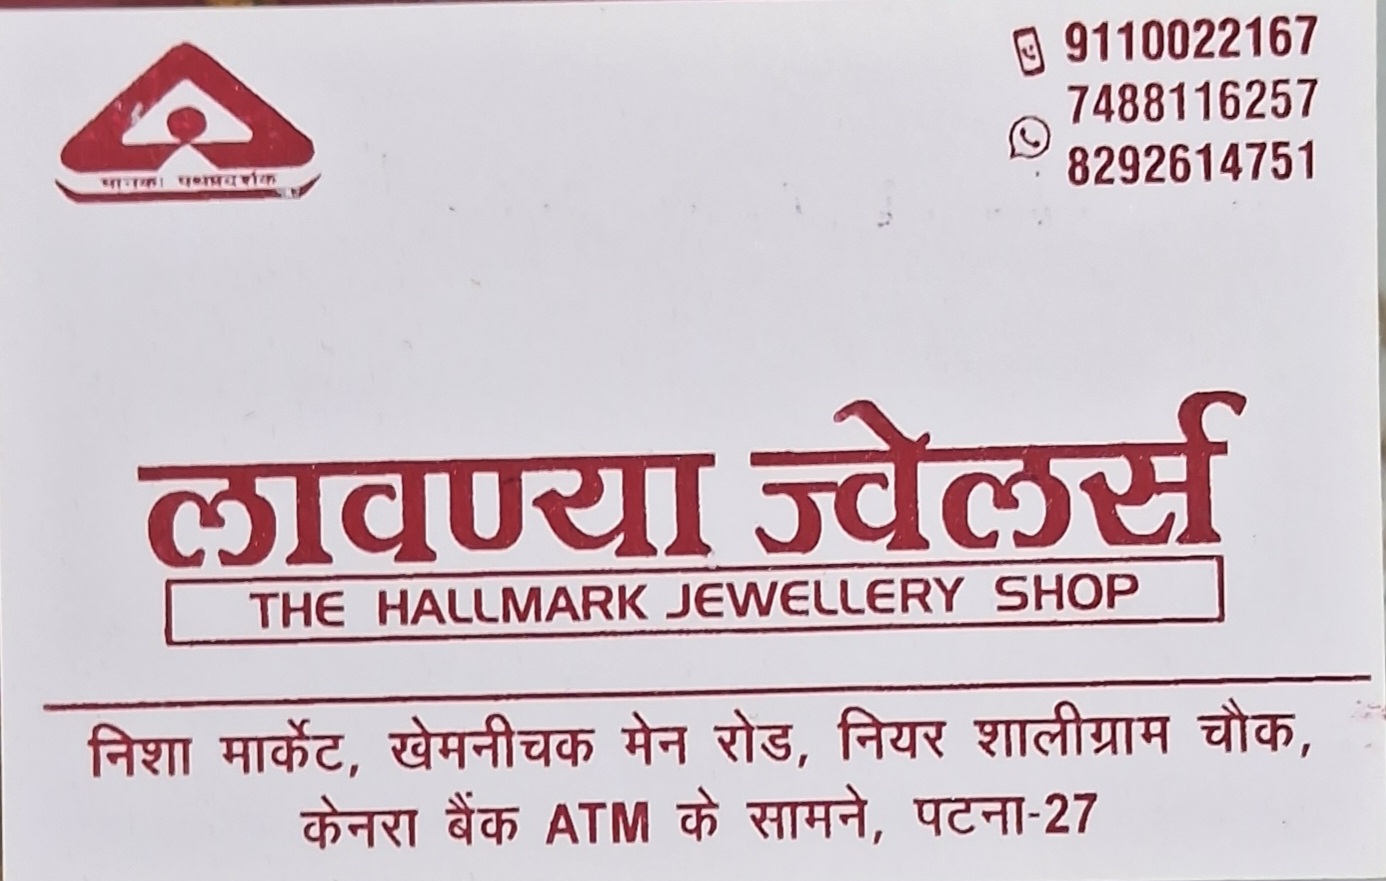 मानकः पथप्रदर्शकः
9110022167
7488116257
8292614751
लावण्या ज्वेलर्स
THE HALLMARK JEWELLERY SHOP
निशा मार्केट, खेमनीचक मेन रोड, नियर शालीग्राम चौक,
केनरा बैंक ATM के सामने, पटना-27